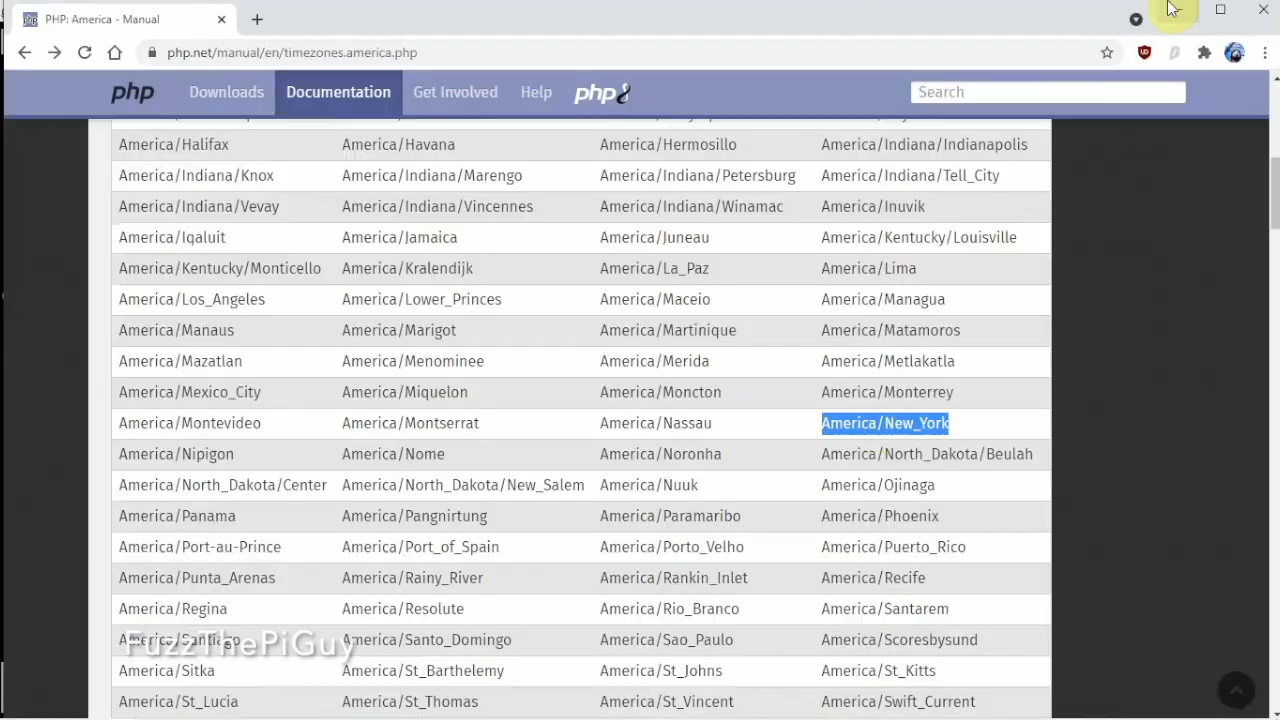 PHP: America - Manual
php.net/manual/en/timezones.america.php
php Downloads Documentation Get Involved Help php8 Search
America/Halifax America/Havana America/Hermosillo America/Indiana/Indianapolis
America/Indiana/Knox America/Indiana/Marengo America/Indiana/Petersburg America/Indiana/Tell_City
America/Indiana/Vevay America/Indiana/Vincennes America/Indiana/Winamac America/Inuvik
America/Iqaluit America/Jamaica America/Juneau America/Kentucky/Louisville
America/Kentucky/Monticello America/Kralendijk America/La_Paz America/Lima
America/Los_Angeles America/Lower_Princes America/Maceio America/Managua
America/Manaus America/Marigot America/Martinique America/Matamoros
America/Mazatlan America/Menominee America/Merida America/Metlakatla
America/Mexico_City America/Miquelon America/Moncton America/Monterrey
America/Montevideo America/Montserrat America/Nassau America/New_York
America/Nipigon America/Nome America/Noronha America/North_Dakota/Beulah
America/North_Dakota/Center America/North_Dakota/New_Salem America/Nuuk America/Ojinaga
America/Panama America/Pangnirtung America/Paramaribo America/Phoenix
America/Port-au-Prince America/Port_of_Spain America/Porto_Velho America/Puerto_Rico
America/Punta_Arenas America/Rainy_River America/Rankin_Inlet America/Recife
America/Regina America/Resolute America/Rio_Branco America/Santarem
America/Santiago America/Santo_Domingo America/Sao_Paulo America/Scoresbysund
FuzzThePiGuy
America/Sitka America/St_Barthelemy America/St_Johns America/St_Kitts
America/St_Lucia America/St_Thomas America/St_Vincent America/Swift_Current